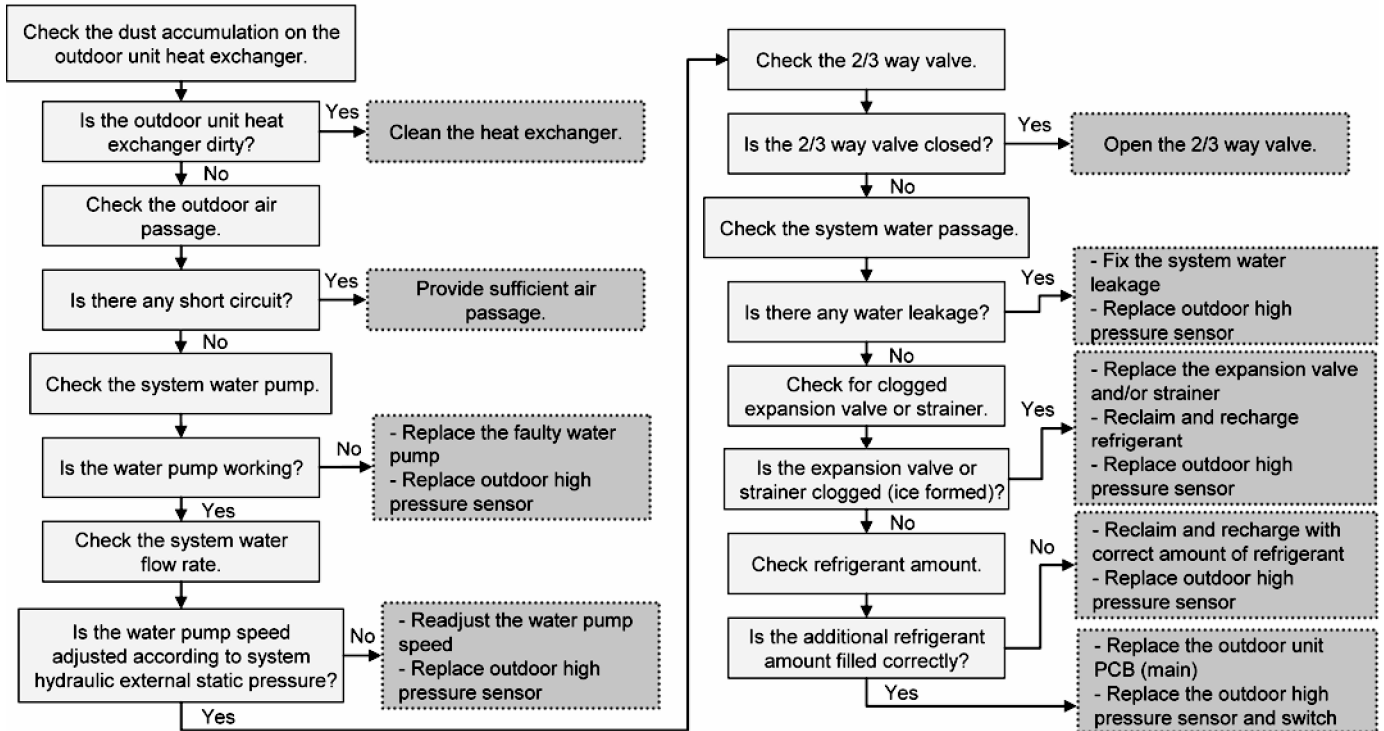 Check the dust accumulation on the
outdoor unit heat exchanger.
Is the outdoor unit heat
exchanger dirty?
Yes
Clean the heat exchanger.
No
Check the outdoor air
passage.
Is there any short circuit?
Yes
Provide sufficient air
passage.
No
Check the system water pump.
Is the water pump working?
No
- Replace the faulty water
pump
- Replace outdoor high
pressure sensor
Yes
Check the system water
flow rate.
Is the water pump speed
adjusted according to system
hydraulic external static pressure?
No
- Readjust the water pump
speed
- Replace outdoor high
pressure sensor
Yes
Check the 2/3 way valve.
Is the 2/3 way valve closed?
Yes
Open the 2/3 way valve.
No
Check the system water passage.
Is there any water leakage?
Yes
- Fix the system water
leakage
- Replace outdoor high
pressure sensor
No
Check for clogged
expansion valve or strainer.
Is the expansion valve or
strainer clogged (ice formed)?
Yes
- Replace the expansion valve
and/or strainer
- Reclaim and recharge
refrigerant
- Replace outdoor high
pressure sensor
No
Check refrigerant amount.
Is the additional refrigerant
amount filled correctly?
No
- Reclaim and recharge with
correct amount of refrigerant
- Replace outdoor high
pressure sensor
Yes
- Replace the outdoor unit
PCB (main)
- Replace the outdoor high
pressure sensor and switch